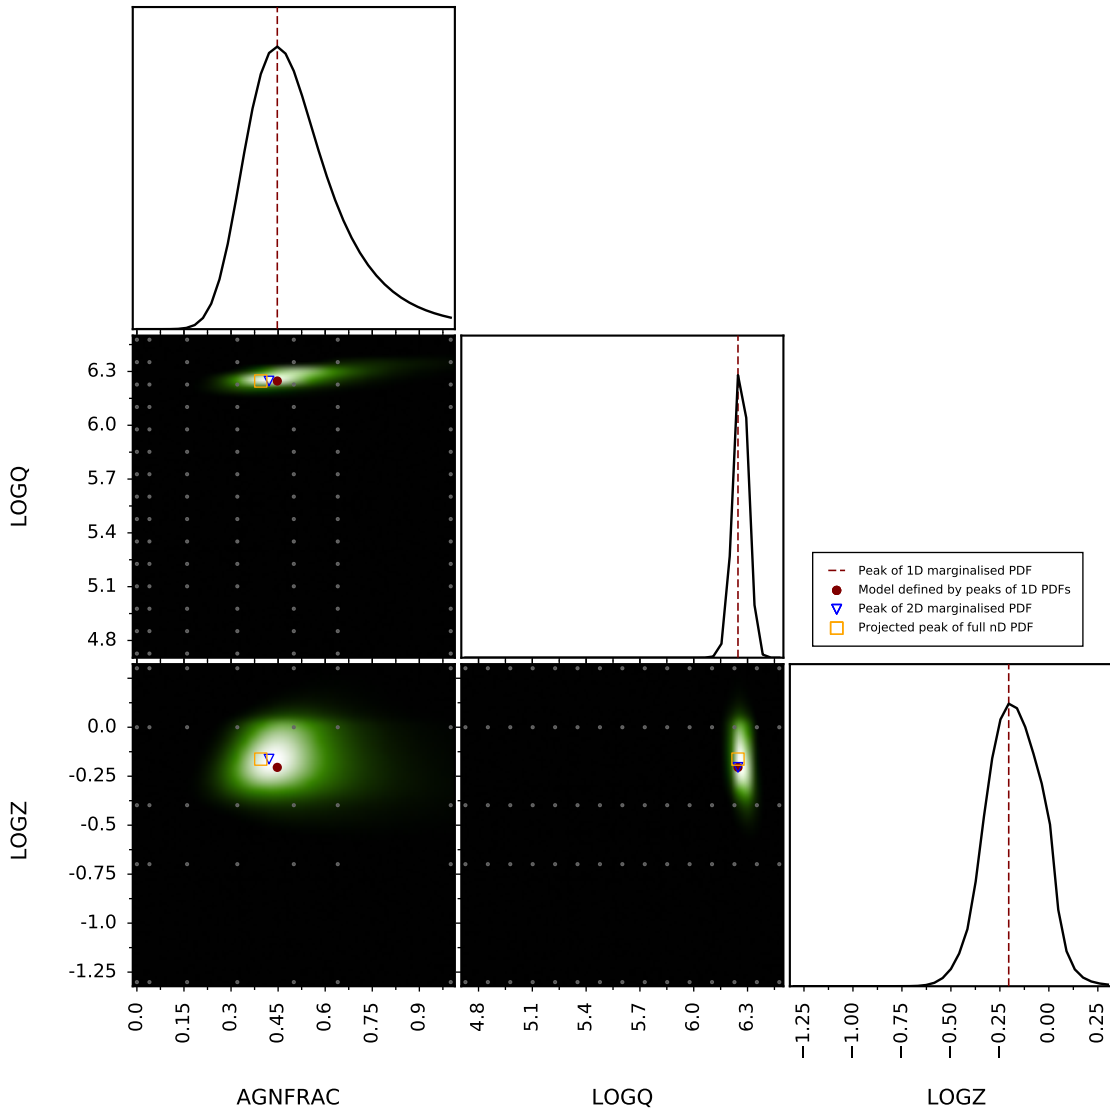 6.3
6.0
5.7
5.4
5.1
4.8
LOGQ
Peak of 1D marginalised PDF
Model defined by peaks of 1D PDFs
Peak of 2D marginalised PDF
Projected peak of full nD PDF
0.0
-0.25
-0.5
-0.75
-1.0
-1.25
LOGZ
0.0 0.15 0.3 0.45 0.6 0.75 0.9
4.8 5.1 5.4 5.7 6.0 6.3
−1.25 −1.00 −0.75 −0.50 −0.25 0.00 0.25
AGNFRAC LOGQ LOGZ